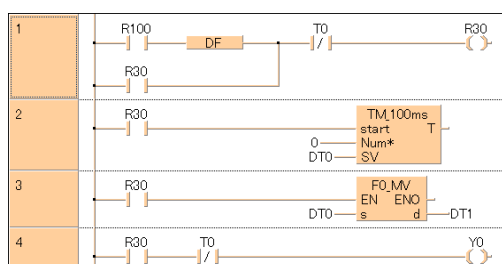 1
R100 T0 R30
DF
R30
2
R30 TM_100ms
start T
0 Num*
DT0 SV
3
R30 F0_MV
EN ENO
DT0 s d DT1
4
R30 T0 Y0